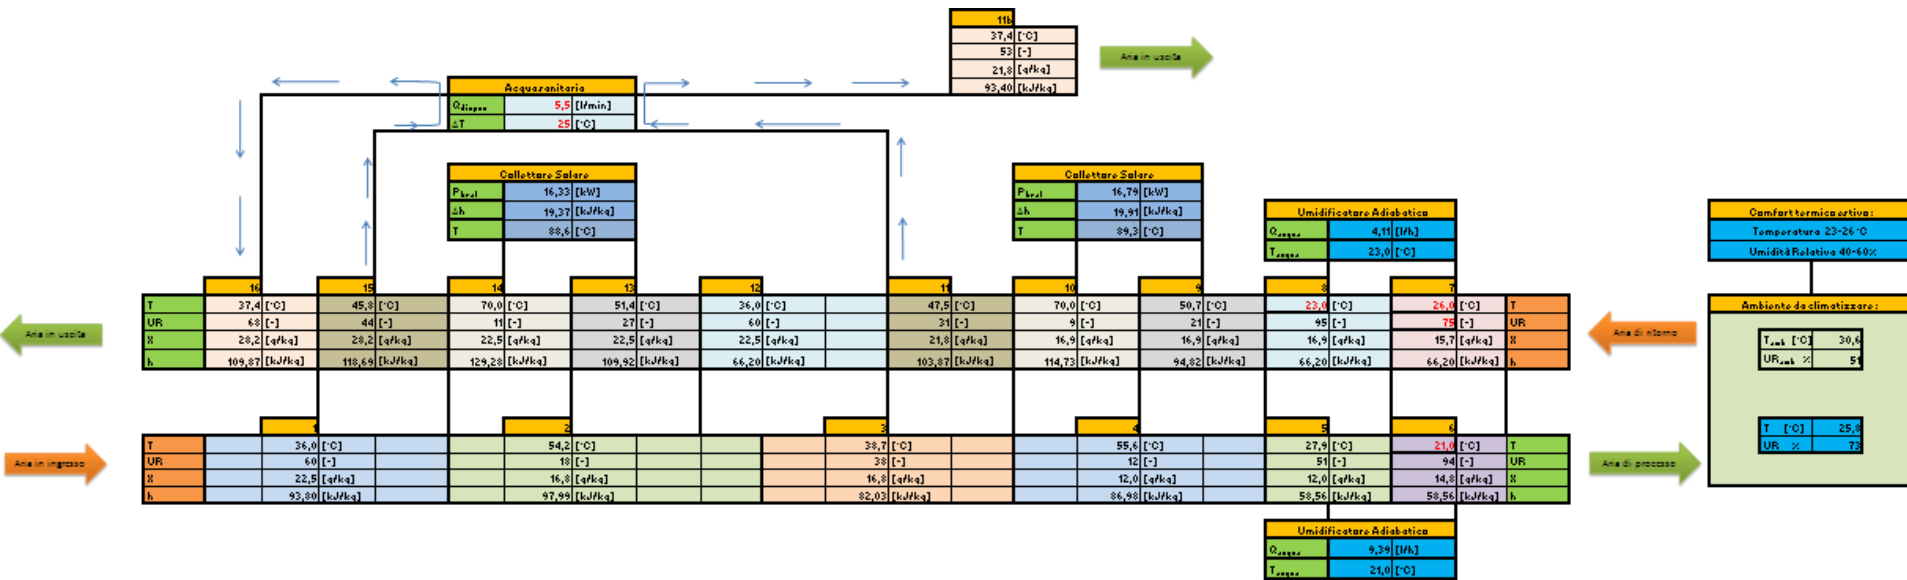 11b
37,4 [°C]
53 [-]
21,8 [g/kg]
93,40 [kJ/kg]
Aria in uscita
Acqua sanitaria
5,5 [l/min]
ΔT 25 [°C]
Collettore Solare
16,33 [kW]
Δh 19,37 [kJ/kg]
T 88,6 [°C]
Collettore Solare
16,79 [kW]
Δh 19,91 [kJ/kg]
T 89,3 [°C]
Umidificatore Adiabatico
Qacqua 4,11 [l/h]
Tacqua 23,0 [°C]
Comfort termico estivo:
Temperatura 23-26°C
Umidità Relativa 40-60%
16 15 14 13 12 11 10 9 8 7
T 37,4 [°C] 45,8 [°C] 70,0 [°C] 51,4 [°C] 36,0 [°C] 47,5 [°C] 70,0 [°C] 50,7 [°C] 23,0 [°C] 26,0 [°C] T
UR 68 [-] 44 [-] 11 [-] 27 [-] 60 [-] 31 [-] 9 [-] 21 [-] 95 [-] 75 [-] UR
X 28,2 [g/kg] 28,2 [g/kg] 22,5 [g/kg] 22,5 [g/kg] 22,5 [g/kg] 21,8 [g/kg] 16,9 [g/kg] 16,9 [g/kg] 16,9 [g/kg] 15,7 [g/kg] X
h 109,87 [kJ/kg] 118,69 [kJ/kg] 129,28 [kJ/kg] 109,92 [kJ/kg] 66,20 [kJ/kg] 103,87 [kJ/kg] 114,73 [kJ/kg] 94,82 [kJ/kg] 66,20 [kJ/kg] 66,20 [kJ/kg] h
Aria in uscita
Aria di ritorno
Ambiente da climatizzare:
Tamb [°C] 30,6
URamb % 51
T [°C] 25,8
UR % 73
1 2 3 4 5 6
T 36,0 [°C] 54,2 [°C] 38,7 [°C] 55,6 [°C] 27,9 [°C] 21,0 [°C] T
UR 60 [-] 18 [-] 38 [-] 12 [-] 51 [-] 94 [-] UR
X 22,5 [g/kg] 16,8 [g/kg] 16,8 [g/kg] 12,0 [g/kg] 12,0 [g/kg] 14,8 [g/kg] X
h 93,80 [kJ/kg] 97,99 [kJ/kg] 82,03 [kJ/kg] 86,98 [kJ/kg] 58,56 [kJ/kg] 58,56 [kJ/kg] h
Aria in ingresso
Aria di processo
Umidificatore Adiabatico
Qacqua 9,39 [l/h]
Tacqua 21,0 [°C]